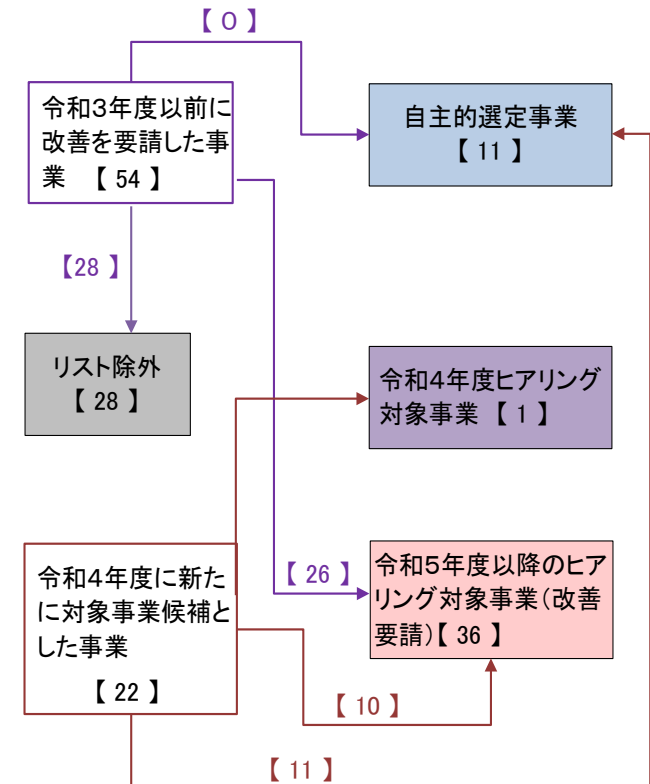 【 0 】
令和3年度以前に
改善を要請した事
業 【 54 】
自主的選定事業
【 11 】
【28 】
リスト除外
【 28 】
令和4年度ヒアリング
対象事業 【 1 】
【 26 】
令和4年度に新た
に対象事業候補と
した事業
【 22 】
令和5年度以降のヒア
リング対象事業(改善
要請)【 36 】
【 10 】
【 11 】